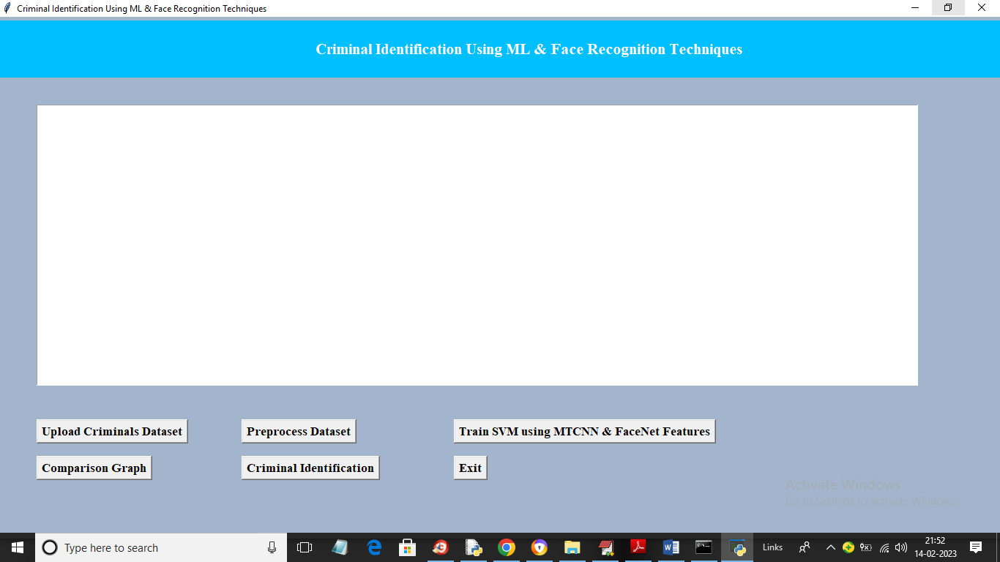 Criminal Identification Using ML & Face Recognition Techniques
Criminal Identification Using ML & Face Recognition Techniques
Upload Criminals Dataset Preprocess Dataset Train SVM using MTCNN & FaceNet Features
Comparison Graph Criminal Identification Exit
Activate Windows
Go to Settings to activate Windows.
Type here to search Links 21:52
14-02-2023